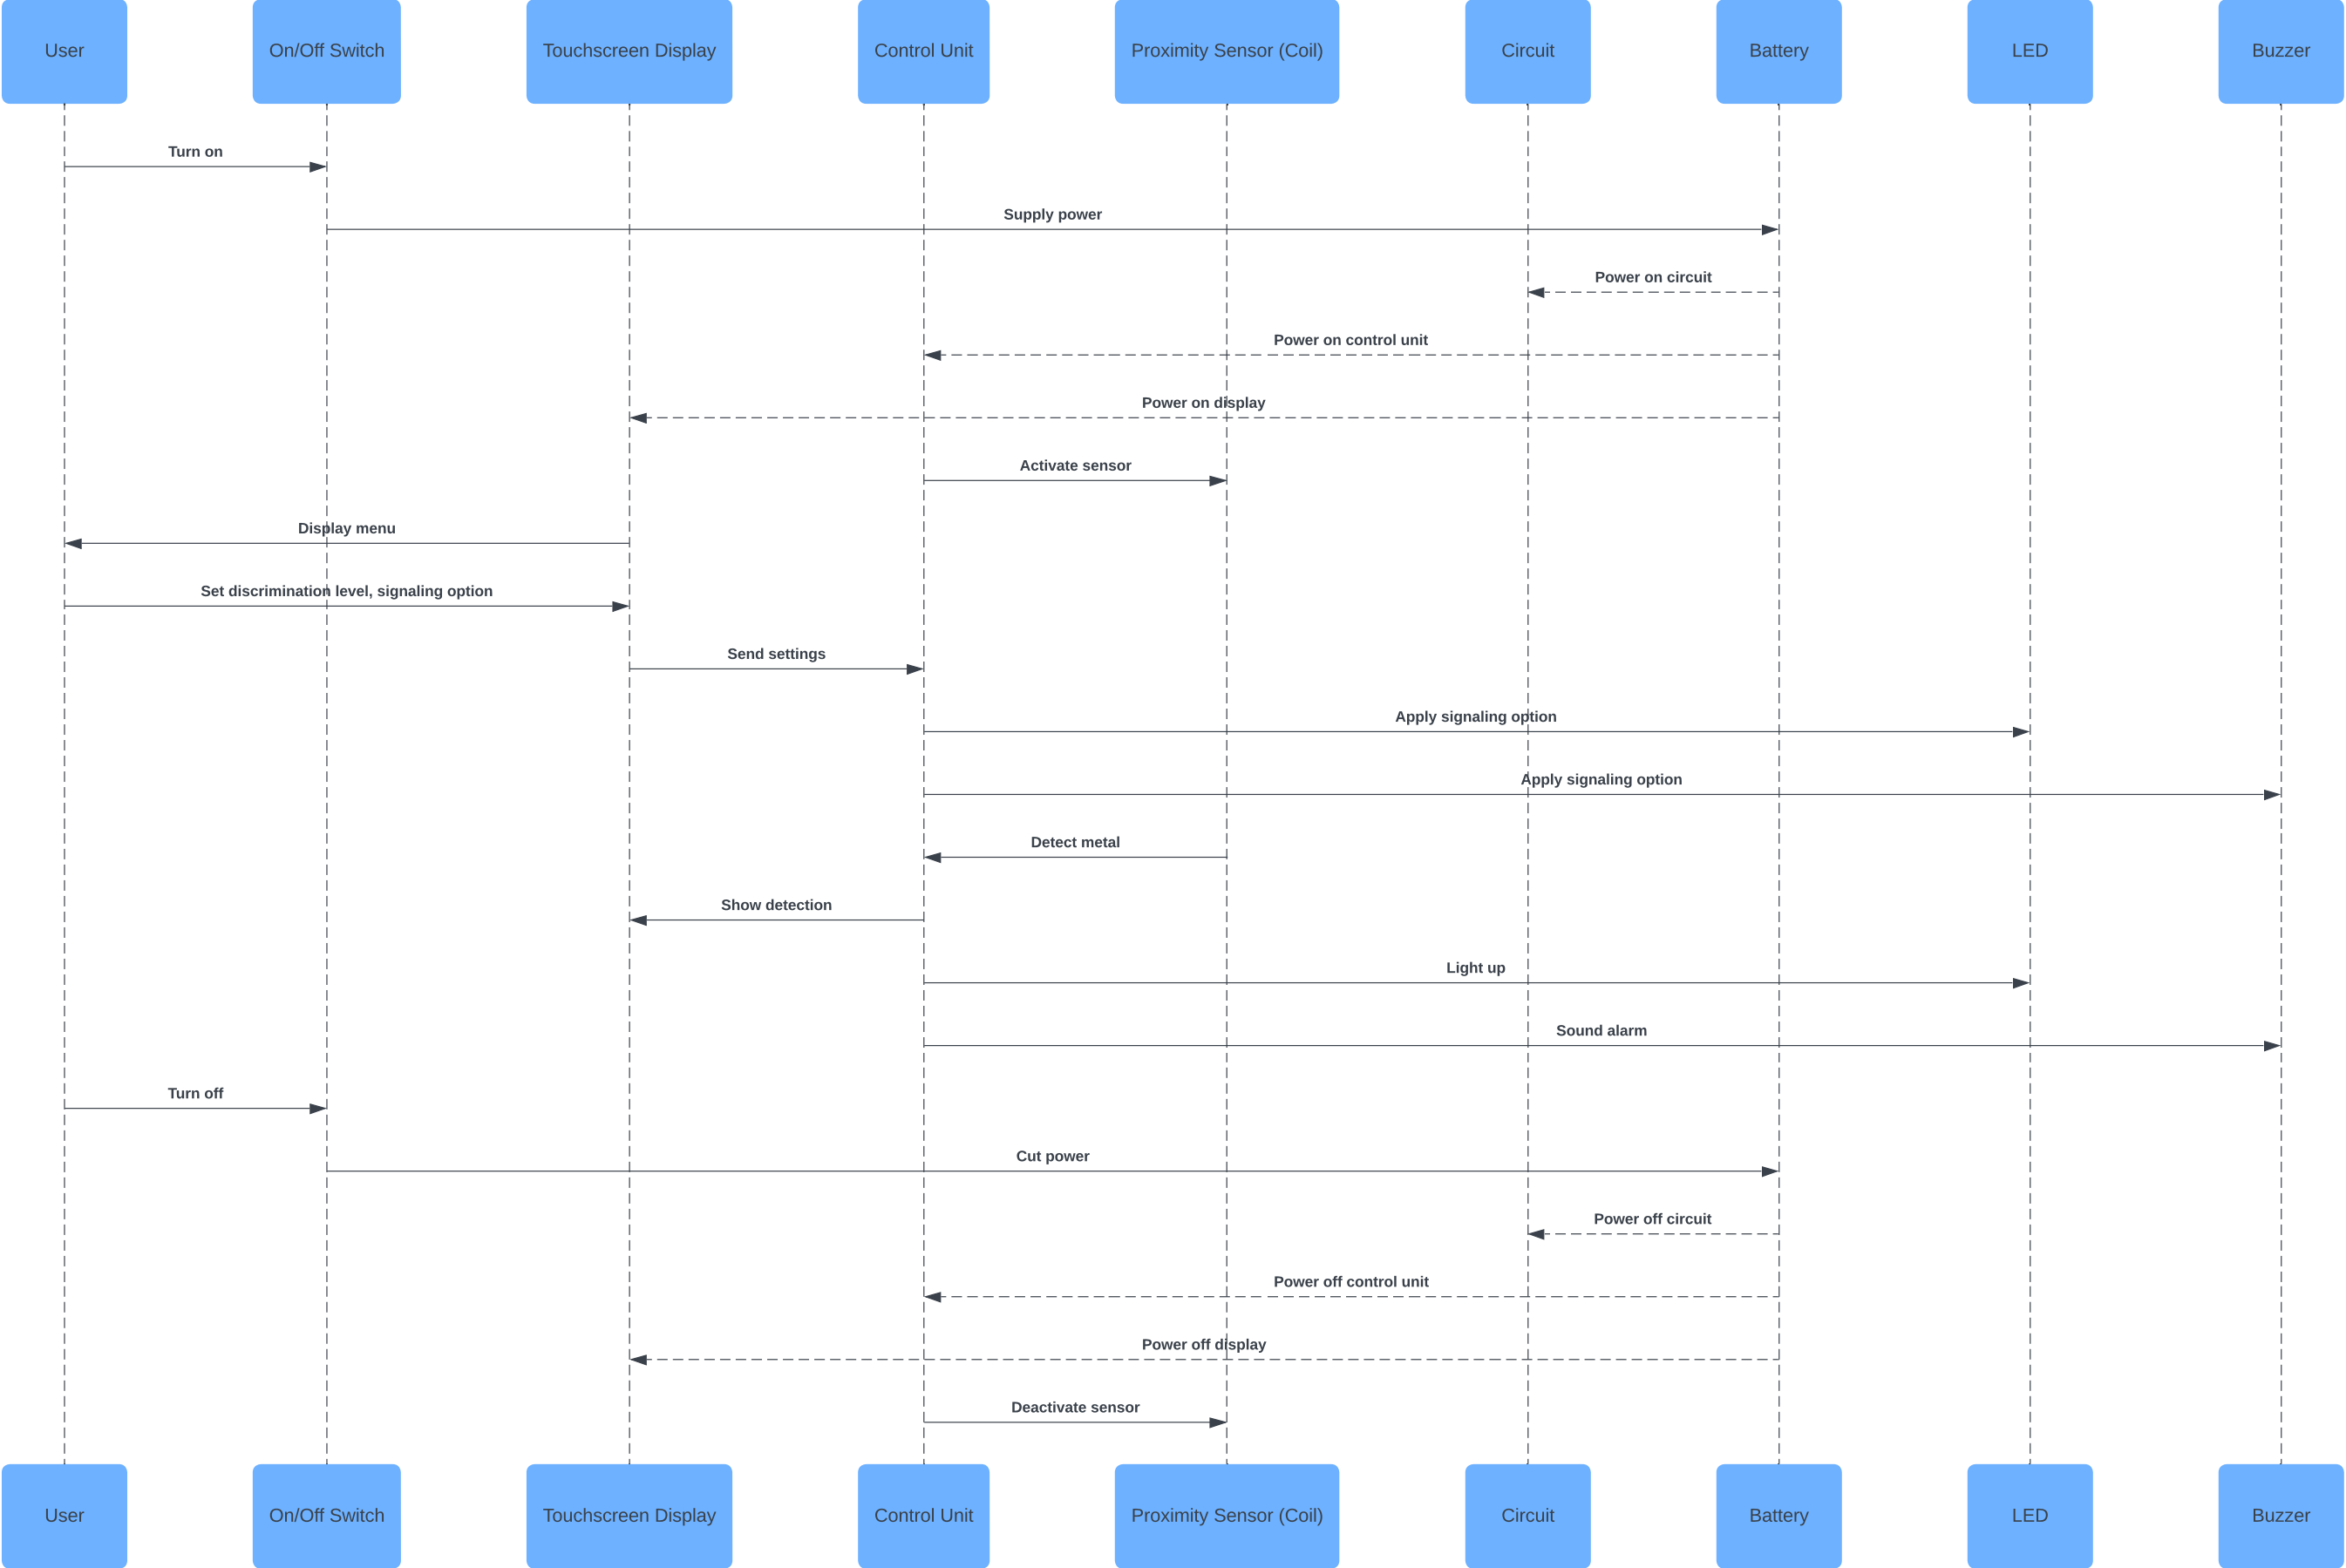 User
On/Off Switch
Touchscreen Display
Control Unit
Proximity Sensor (Coil)
Circuit
Battery
LED
Buzzer
Turn on
Supply power
Power on circuit
Power on control unit
Power on display
Activate sensor
Display menu
Set discrimination level, signaling option
Send settings
Apply signaling option
Apply signaling option
Detect metal
Show detection
Light up
Sound alarm
Turn off
Cut power
Power off circuit
Power off control unit
Power off display
Deactivate sensor
User
On/Off Switch
Touchscreen Display
Control Unit
Proximity Sensor (Coil)
Circuit
Battery
LED
Buzzer